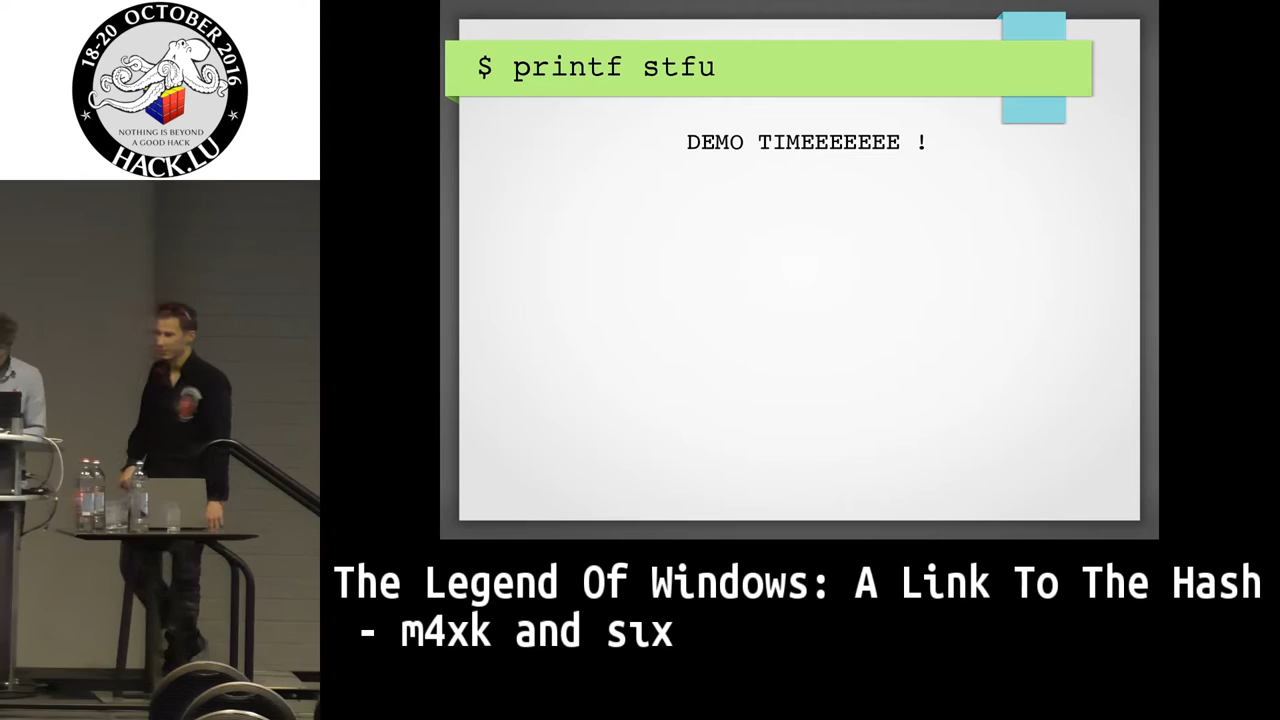 18-20 OCTOBER 2016
NOTHING IS BEYOND
A GOOD HACK
HACK.LU
$ printf stfu
DEMO TIMEEEEEEE !
The Legend Of Windows: A Link To The Hash
- m4xk and sıx